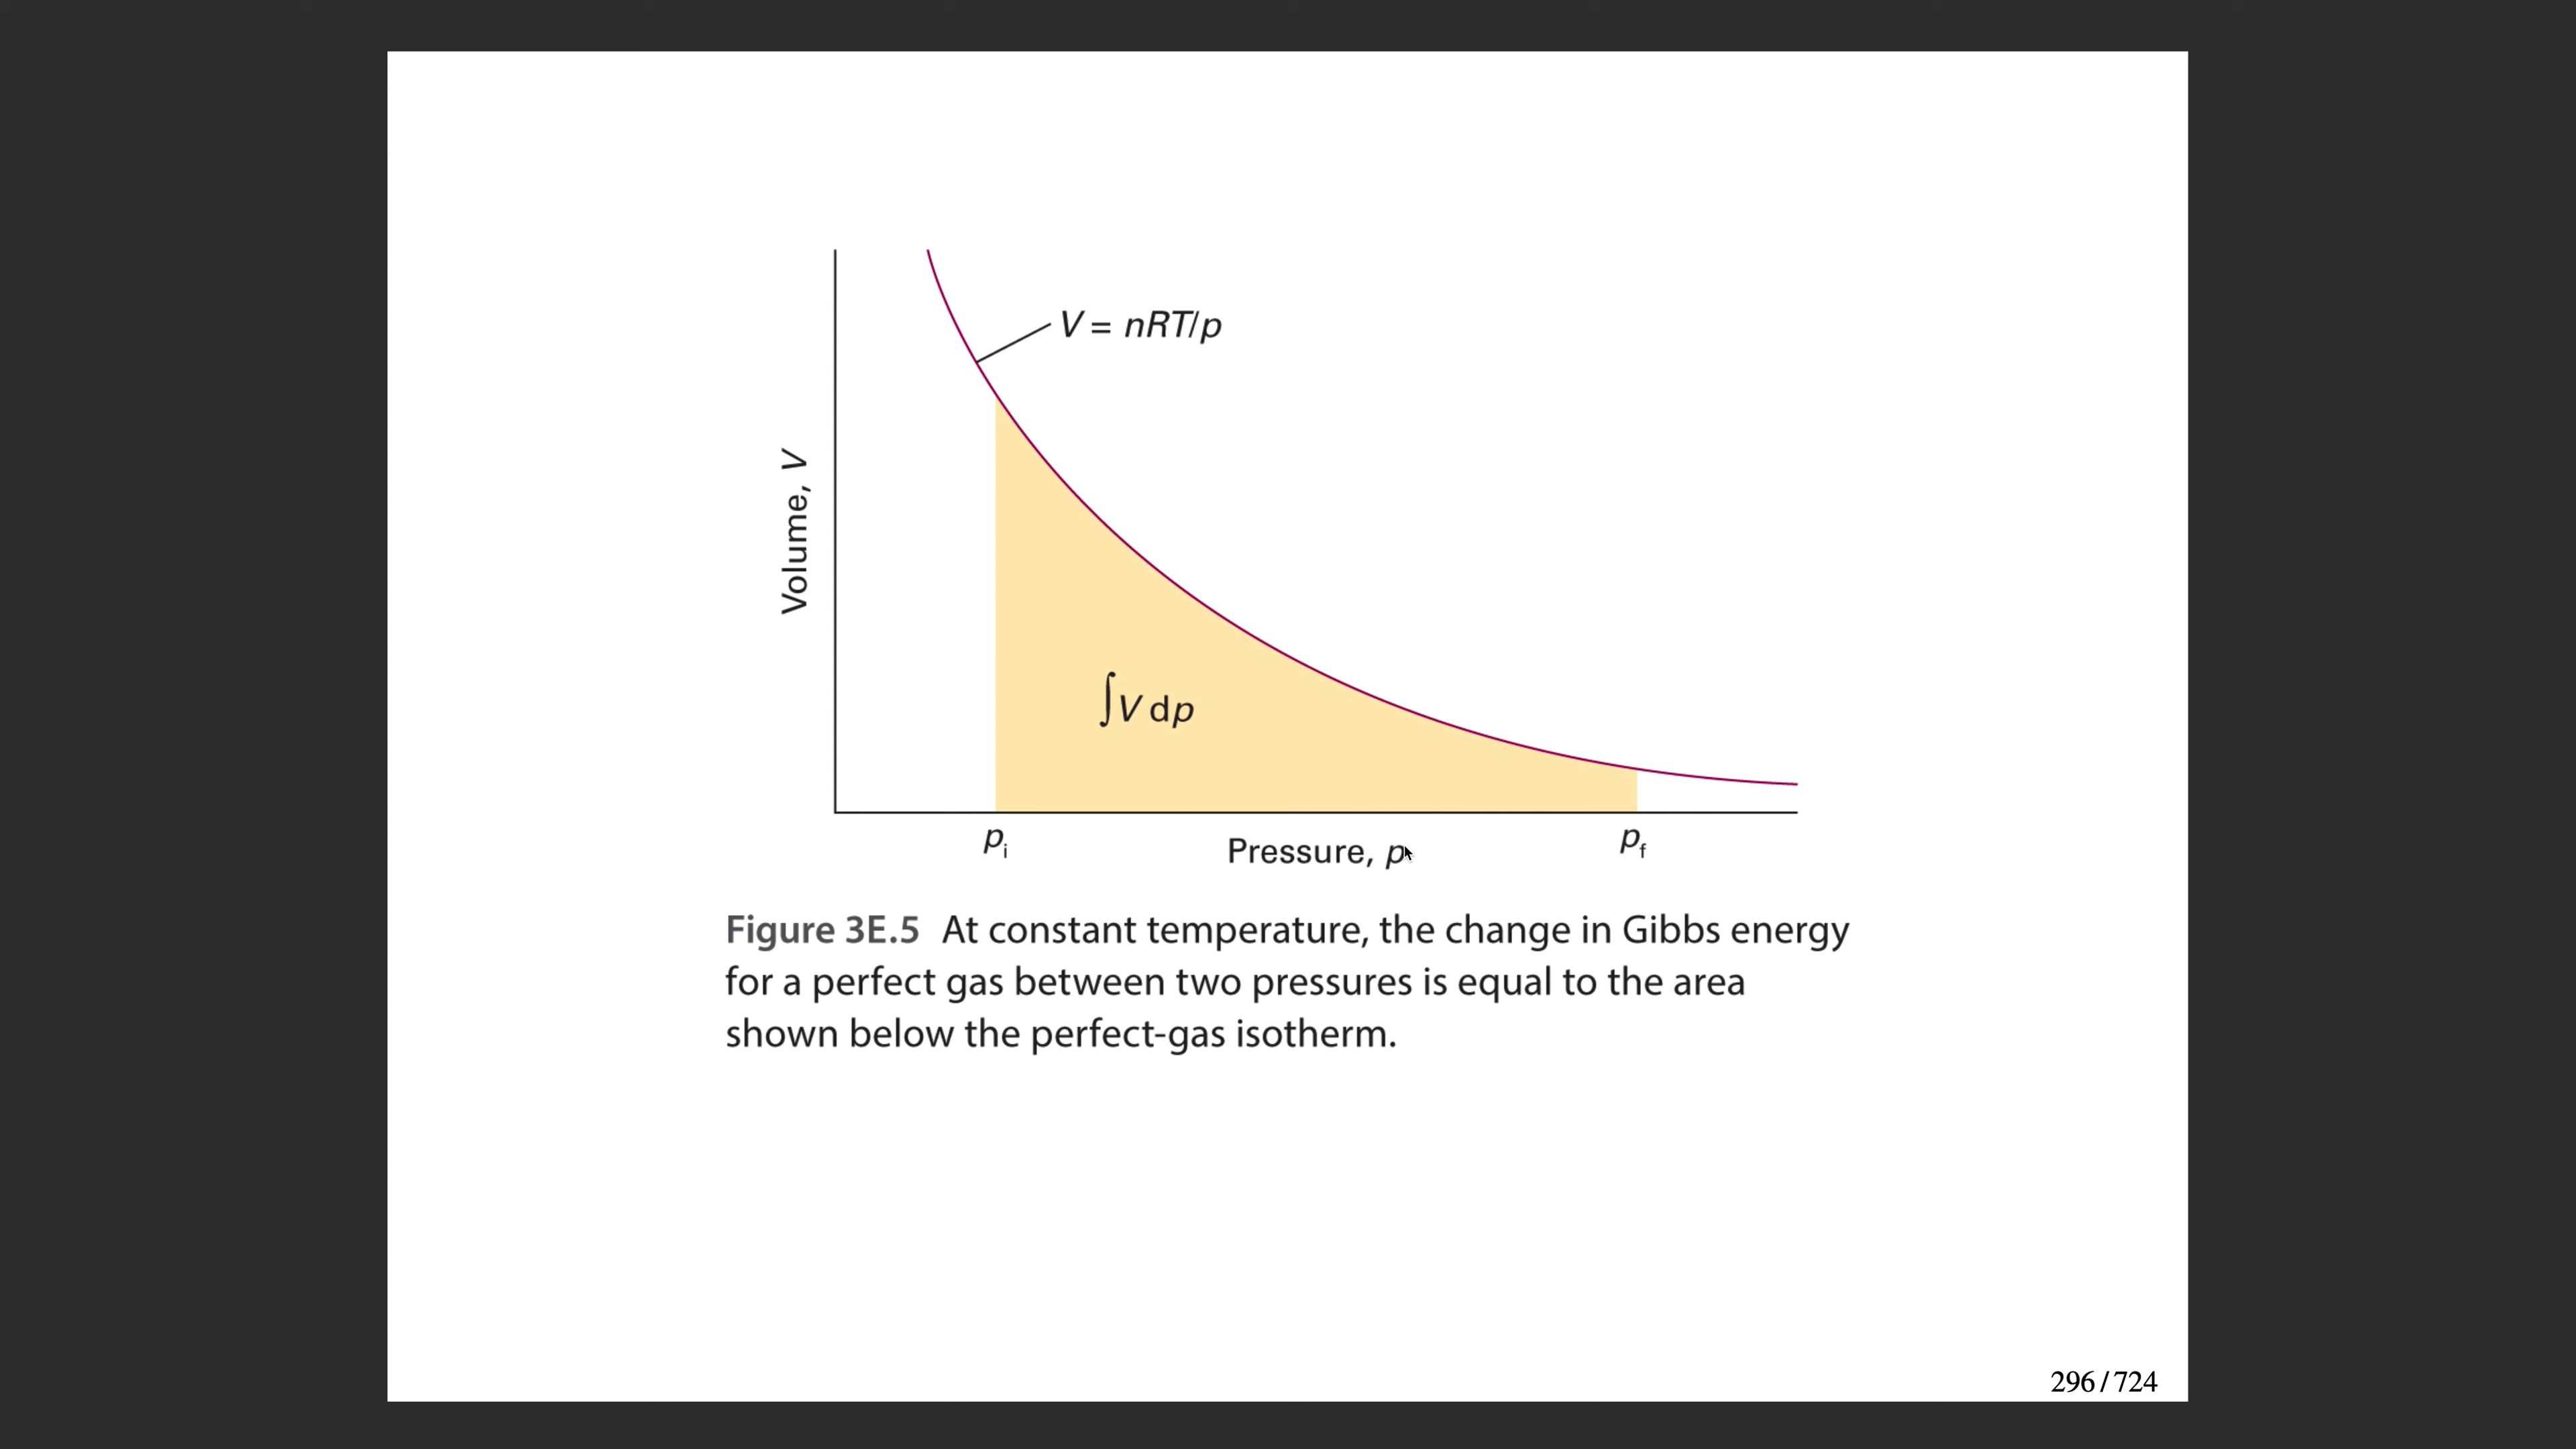 V = nRT/p
Volume, V
∫V dp
pi
Pressure, p
pf
Figure 3E.5 At constant temperature, the change in Gibbs energy
for a perfect gas between two pressures is equal to the area
shown below the perfect-gas isotherm.
296 / 724